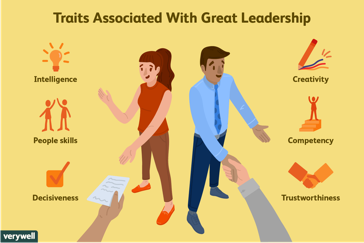 Traits Associated With Great Leadership
Intelligence
People skills
Decisiveness
Creativity
Competency
Trustworthiness
verywell